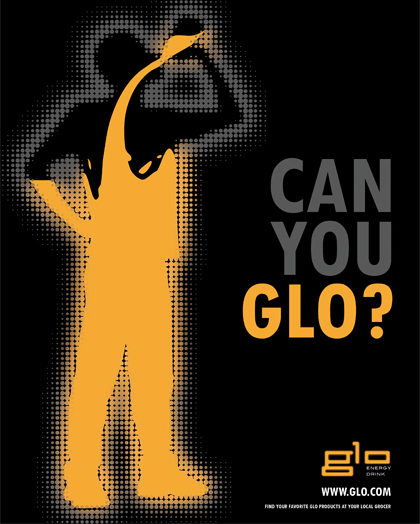 CAN
YOU
GLO?
glo
ENERGY
DRINK
WWW.GLO.COM
FIND YOUR FAVORITE GLO PRODUCTS AT YOUR LOCAL GROCER